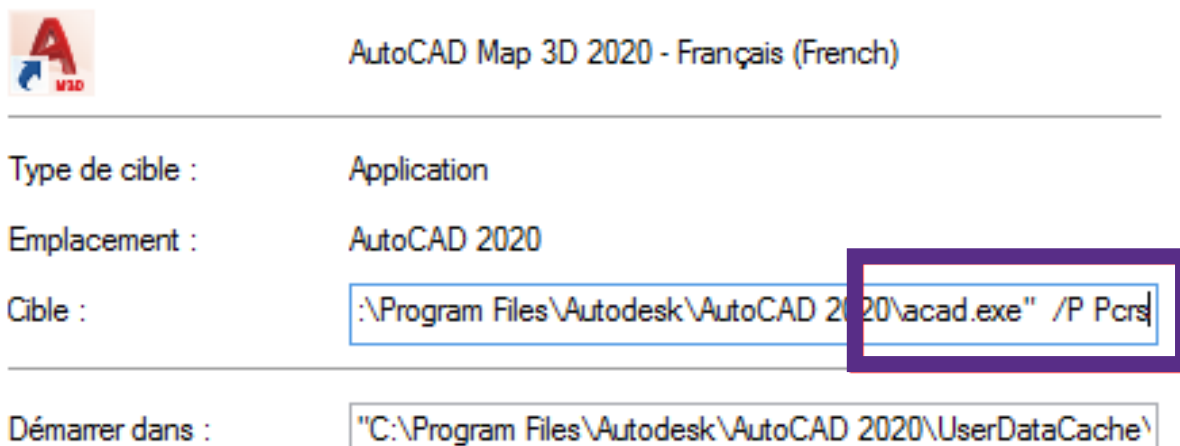 M3D
AutoCAD Map 3D 2020 - Français (French)
Type de cible : Application
Emplacement : AutoCAD 2020
Cible : :\Program Files\Autodesk\AutoCAD 2020\acad.exe" /P Pcrs
Démarrer dans : "C:\Program Files\Autodesk\AutoCAD 2020\UserDataCache\